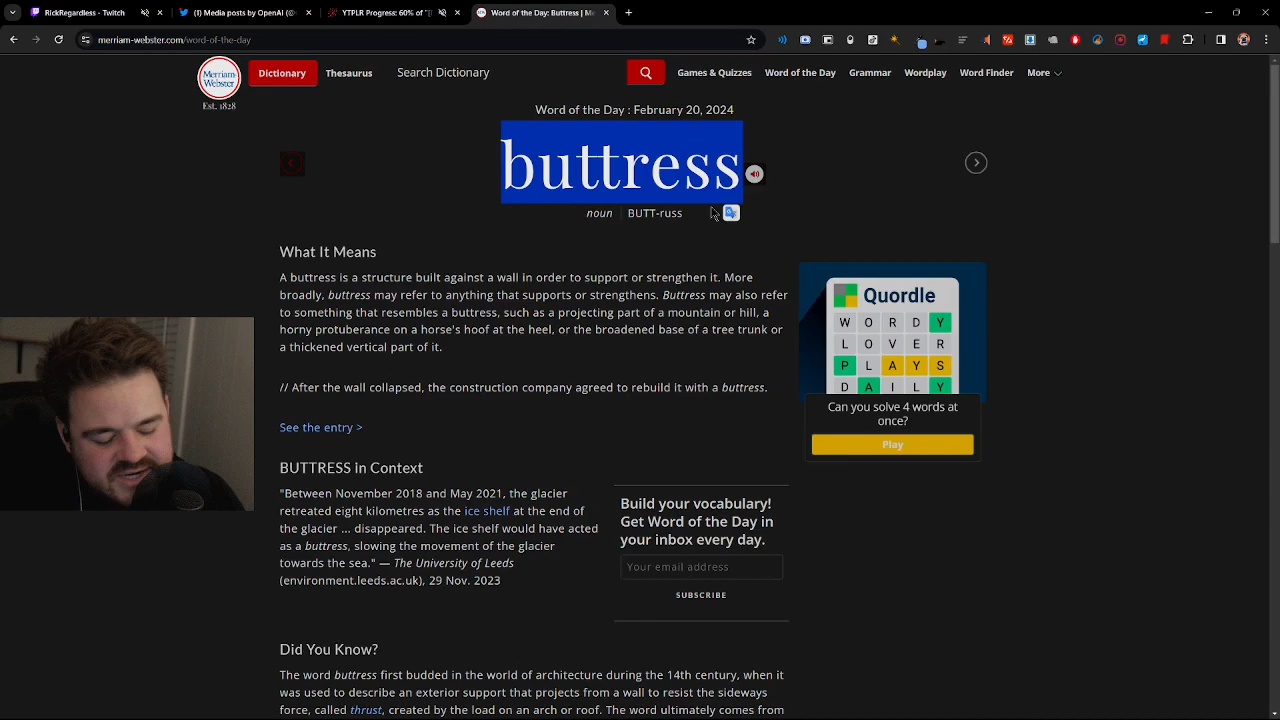 RickRegardless - Twitch
(1) Media posts by OpenAI (@
YTPLR Progress: 60% of "[
Word of the Day: Buttress | Me
merriam-webster.com/word-of-the-day
Merriam-
Webster
Est. 1828
Dictionary
Thesaurus
Search Dictionary
Games & Quizzes
Word of the Day
Grammar
Wordplay
Word Finder
More
Word of the Day : February 20, 2024
buttress
noun | BUTT-russ
What It Means
A buttress is a structure built against a wall in order to support or strengthen it. More
broadly, buttress may refer to anything that supports or strengthens. Buttress may also refer
to something that resembles a buttress, such as a projecting part of a mountain or hill, a
horny protuberance on a horse's hoof at the heel, or the broadened base of a tree trunk or
a thickened vertical part of it.
// After the wall collapsed, the construction company agreed to rebuild it with a buttress.
See the entry >
Quordle
W O R D Y
L O V E R
P L A Y S
D A I L Y
Can you solve 4 words at
once?
Play
BUTTRESS in Context
"Between November 2018 and May 2021, the glacier
retreated eight kilometres as the ice shelf at the end of
the glacier ... disappeared. The ice shelf would have acted
as a buttress, slowing the movement of the glacier
towards the sea." — The University of Leeds
(environment.leeds.ac.uk), 29 Nov. 2023
Build your vocabulary!
Get Word of the Day in
your inbox every day.
Your email address
SUBSCRIBE
Did You Know?
The word buttress first budded in the world of architecture during the 14th century, when it
was used to describe an exterior support that projects from a wall to resist the sideways
force, called thrust, created by the load on an arch or roof. The word ultimately comes from